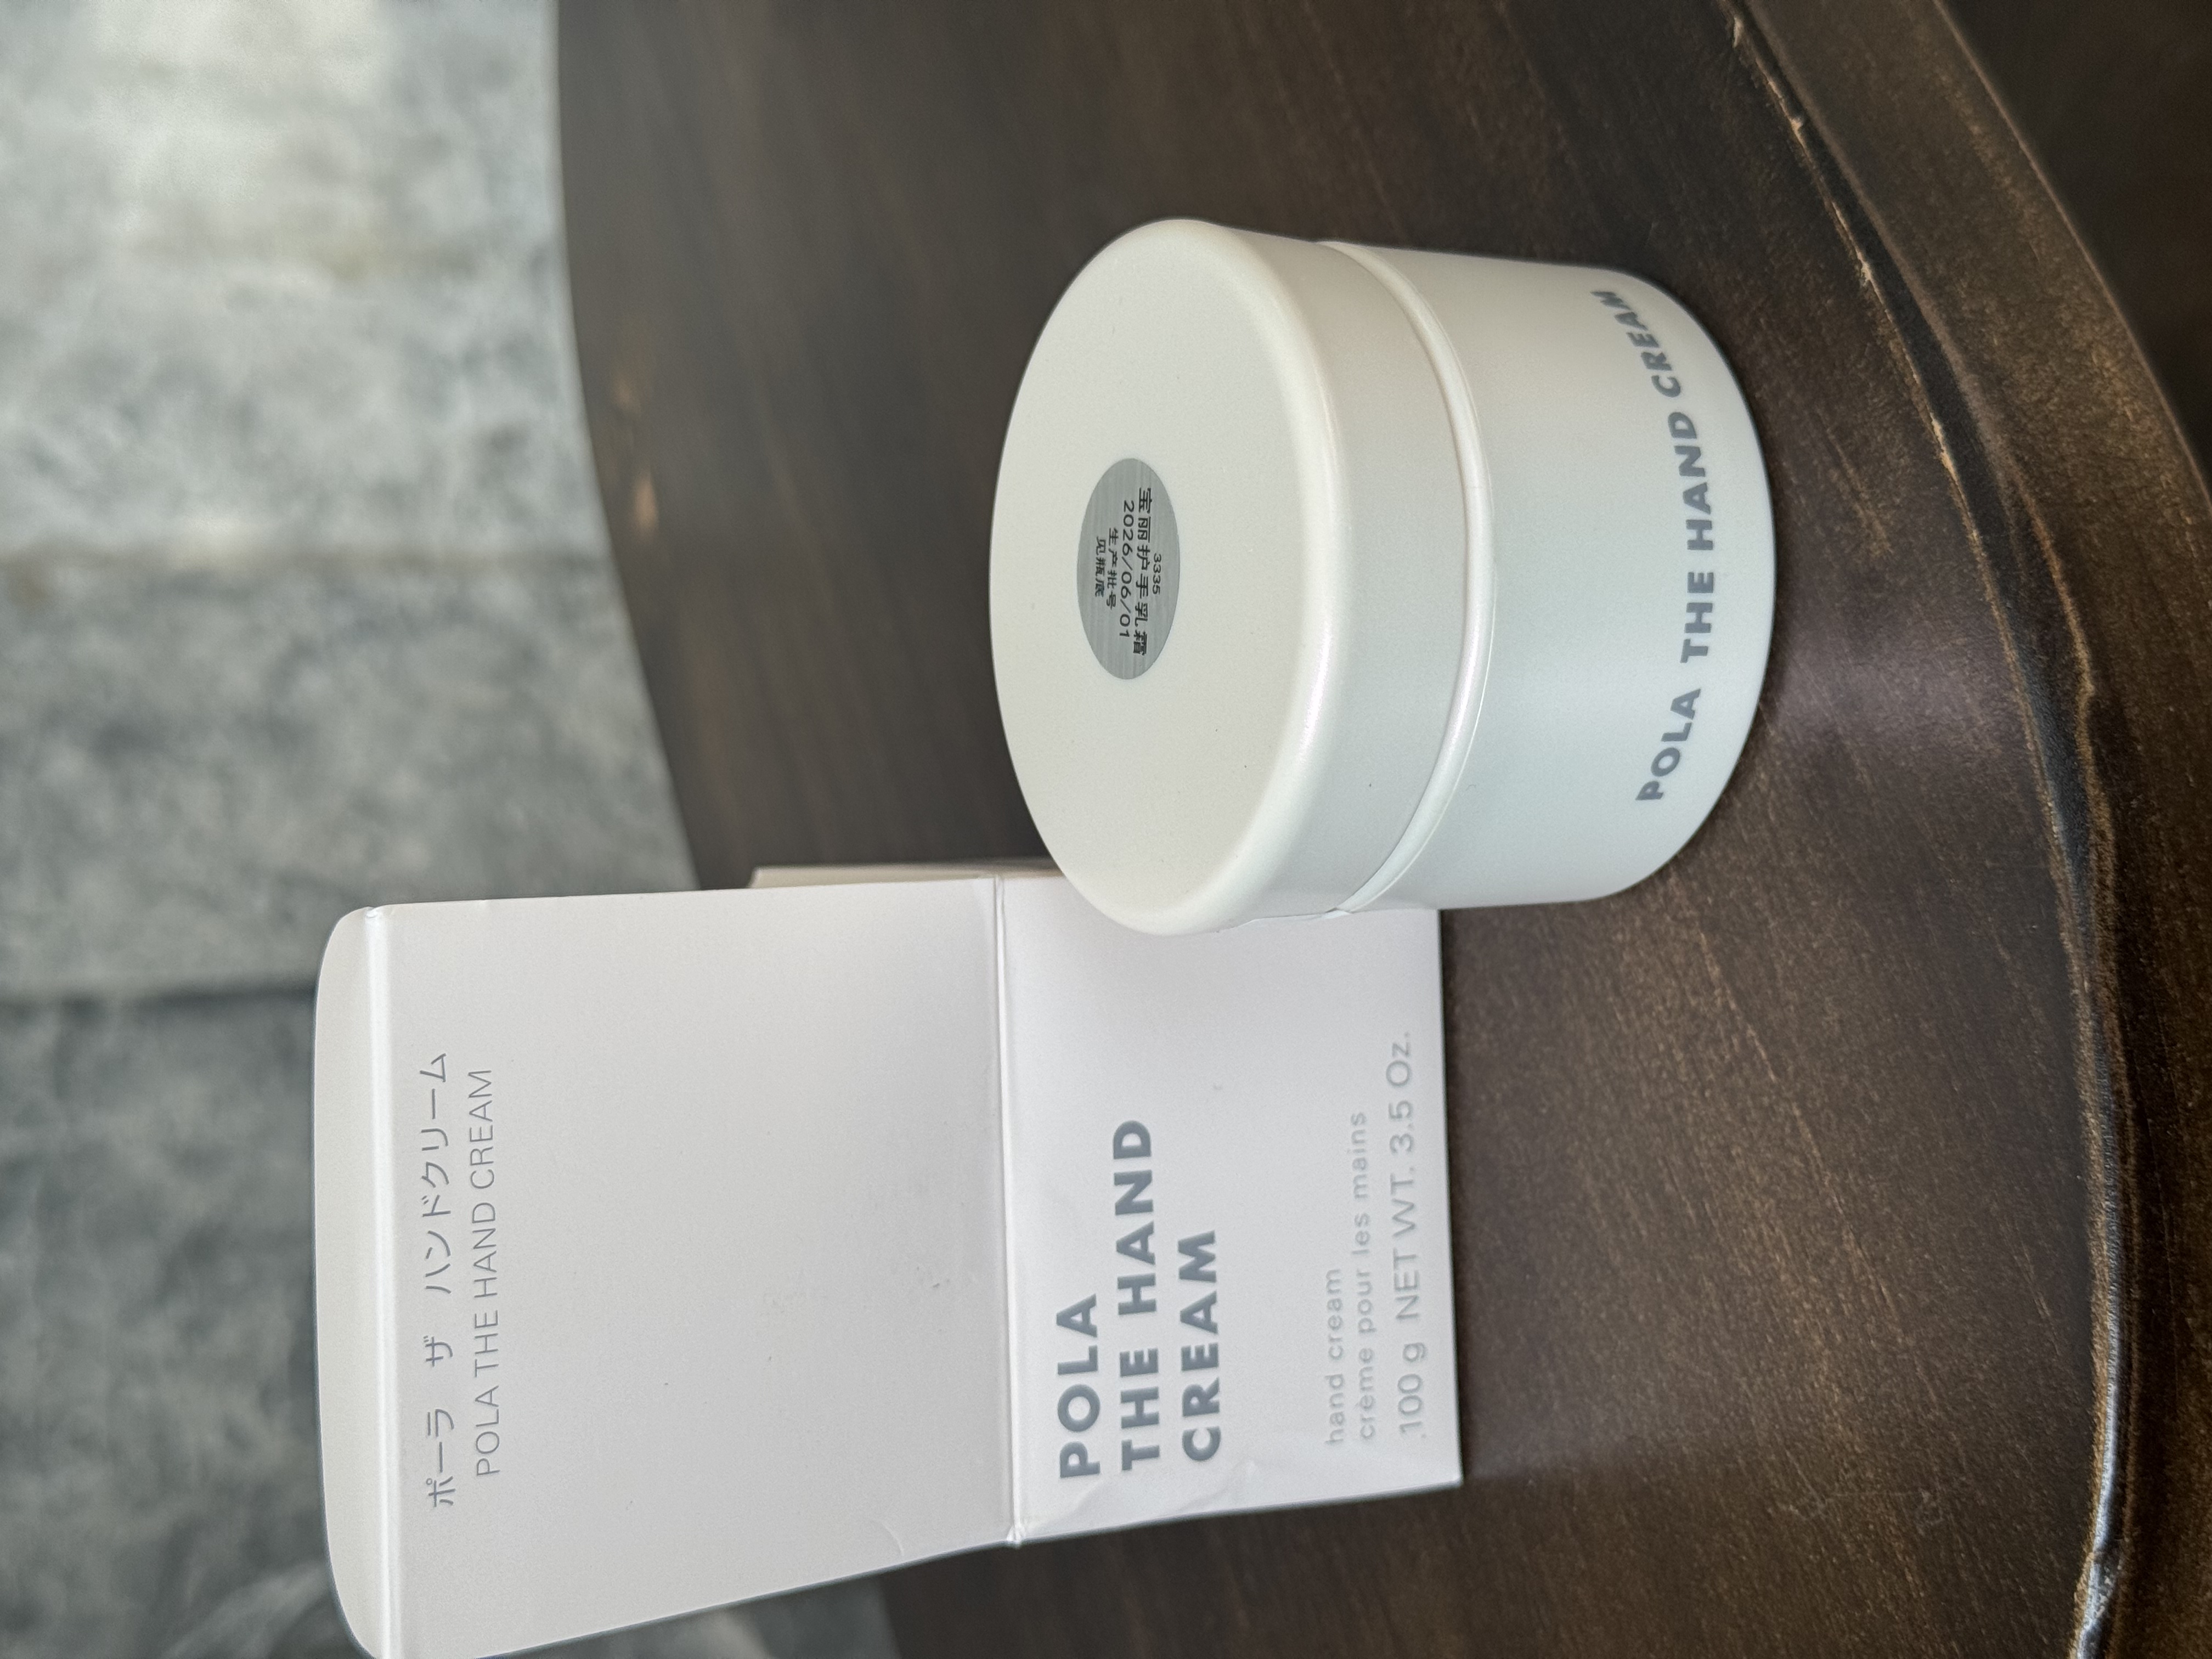 ポーラ ザ ハンドクリーム
POLA THE HAND CREAM
POLA
THE HAND
CREAM
hand cream
crème pour les mains
100 g NET WT. 3.5 Oz.
3335
宝丽护手乳霜
2026/06/01
生产批号
见瓶底
POLA THE HAND CREAM